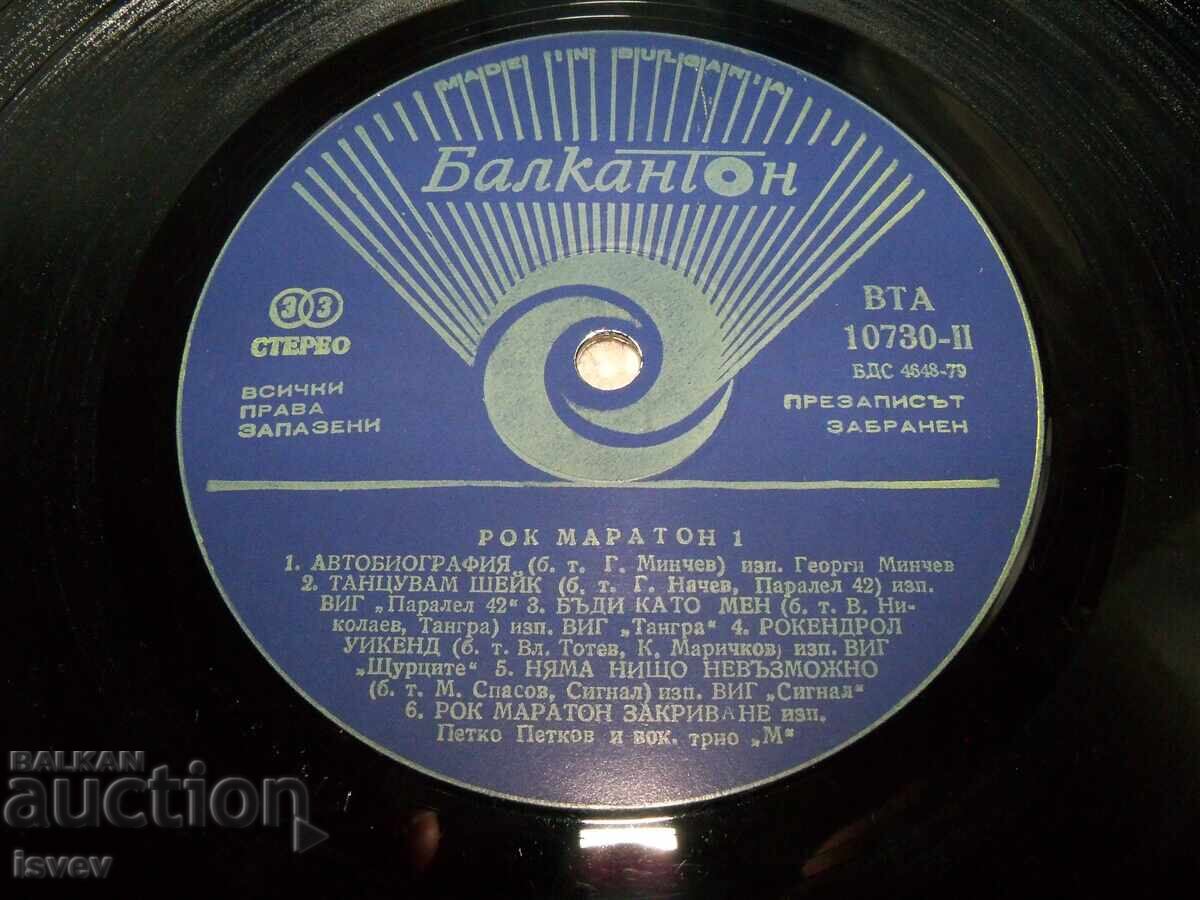 MADE IN BULGARIA
Балкантон
33
СТЕРЕО
ВСИЧКИ
ПРАВА
ЗАПАЗЕНИ
ВТА
10730-II
БДС 4648-79
ПРЕЗАПИСЪТ
ЗАБРАНЕН
РОК МАРАТОН 1
1. АВТОБИОГРАФИЯ„ (б. т. Г. Минчев) изп. Георги Минчев
2. ТАНЦУВАМ ШЕЙК (б. т. Г. Начев, Паралел 42) изп.
ВИГ „Паралел 42“ 3. БЪДИ КАТО МЕН (б. т. В. Ни-
колаев, Тангра) изп. ВИГ „Тангра“ 4. РОКЕНДРОЛ
УИКЕНД (б. т. Вл. Тотев, К. Маричков) изп. ВИГ
„Щурците“ 5. НЯМА НИЩО НЕВЪЗМОЖНО
(б. т. М. Спасов, Сигнал) изп. ВИГ „Сигнал“
6. РОК МАРАТОН ЗАКРИВАНЕ изп.
Петко Петков и вок. трио „М“
BALKAN
auction
isvev